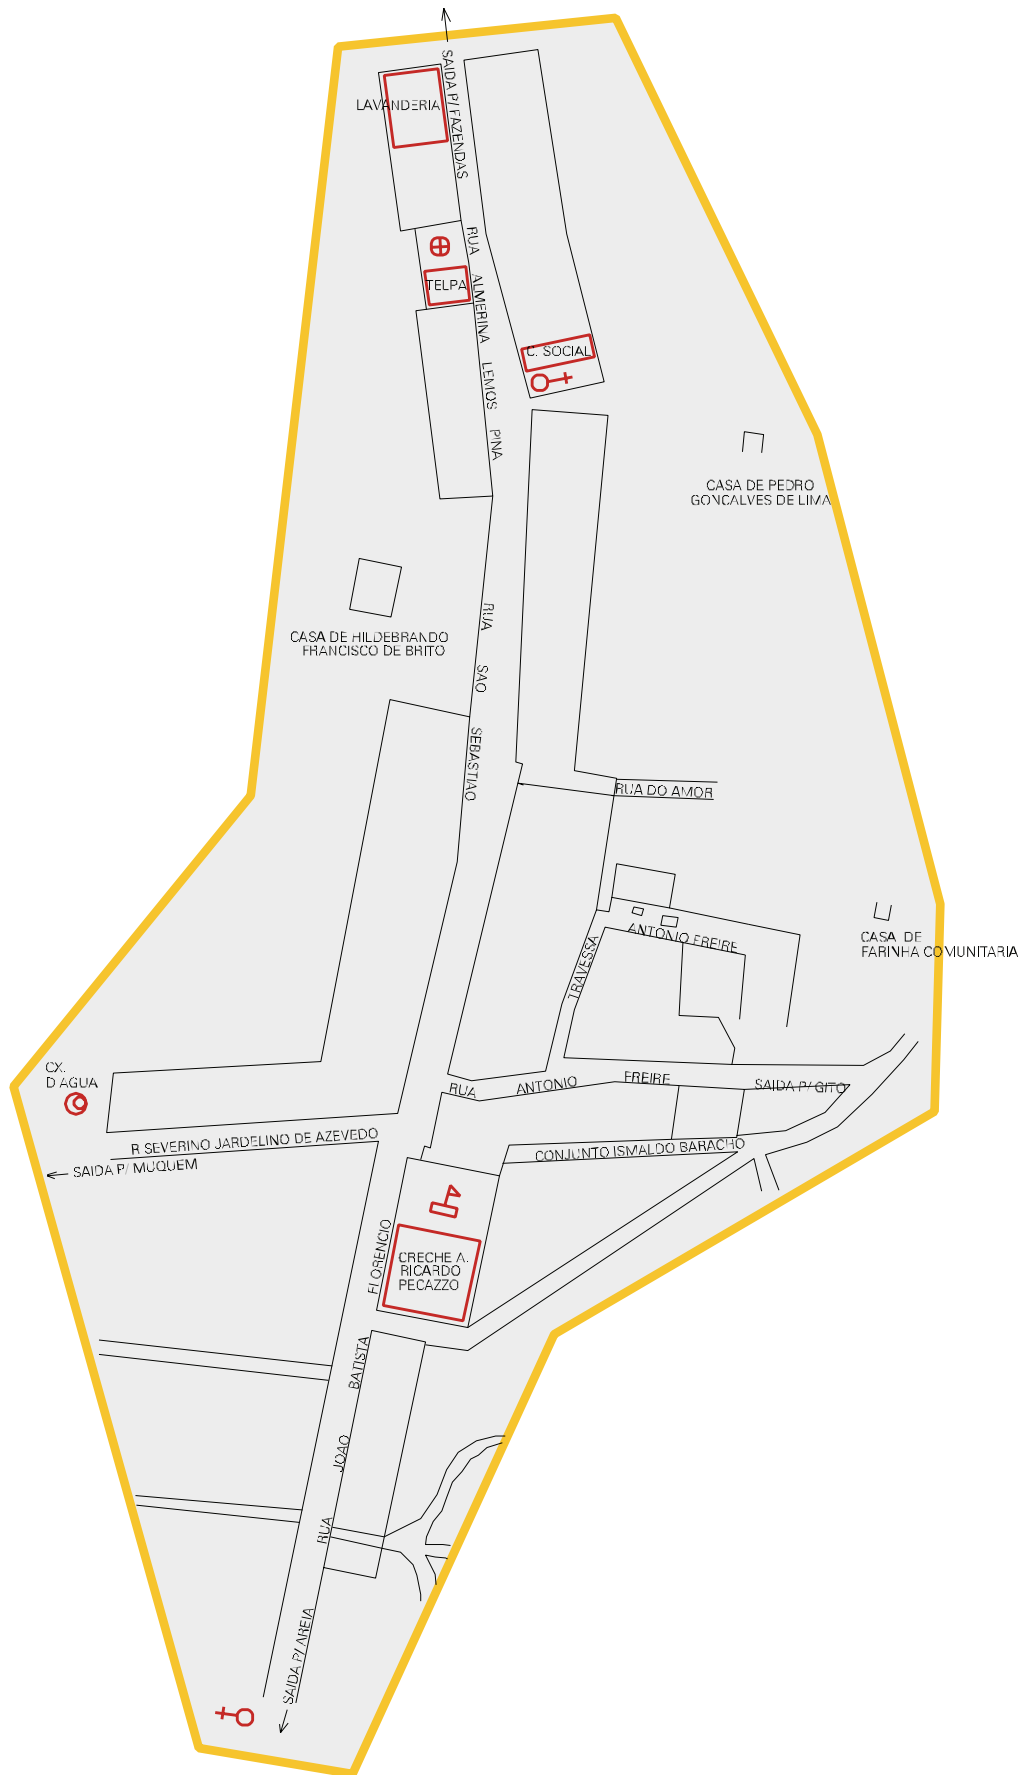 SAIDA P/ FAZENDAS
LAVANDERIA
RUA ALMERINA LEMOS PINA
TELPA
C. SOCIAL
CASA DE PEDRO
GONCALVES DE LIMA
CASA DE HILDEBRANDO
FRANCISCO DE BRITO
RUA SAO SEBASTIAO
RUA DO AMOR
ANTONIO FREIRE
TRAVESSA
CASA DE
FARINHA COMUNITARIA
CX.
D AGUA
RUA ANTONIO FREIRE
SAIDA P/ GITO
R SEVERINO JARDELINO DE AZEVEDO
CONJUNTO ISMALDO BARACHO
SAIDA P/ MUQUEM
CRECHE A.
RICARDO
PECAZZO
RUA JOAO BATISTA FLORENCIO
SAIDA P/ AREIA